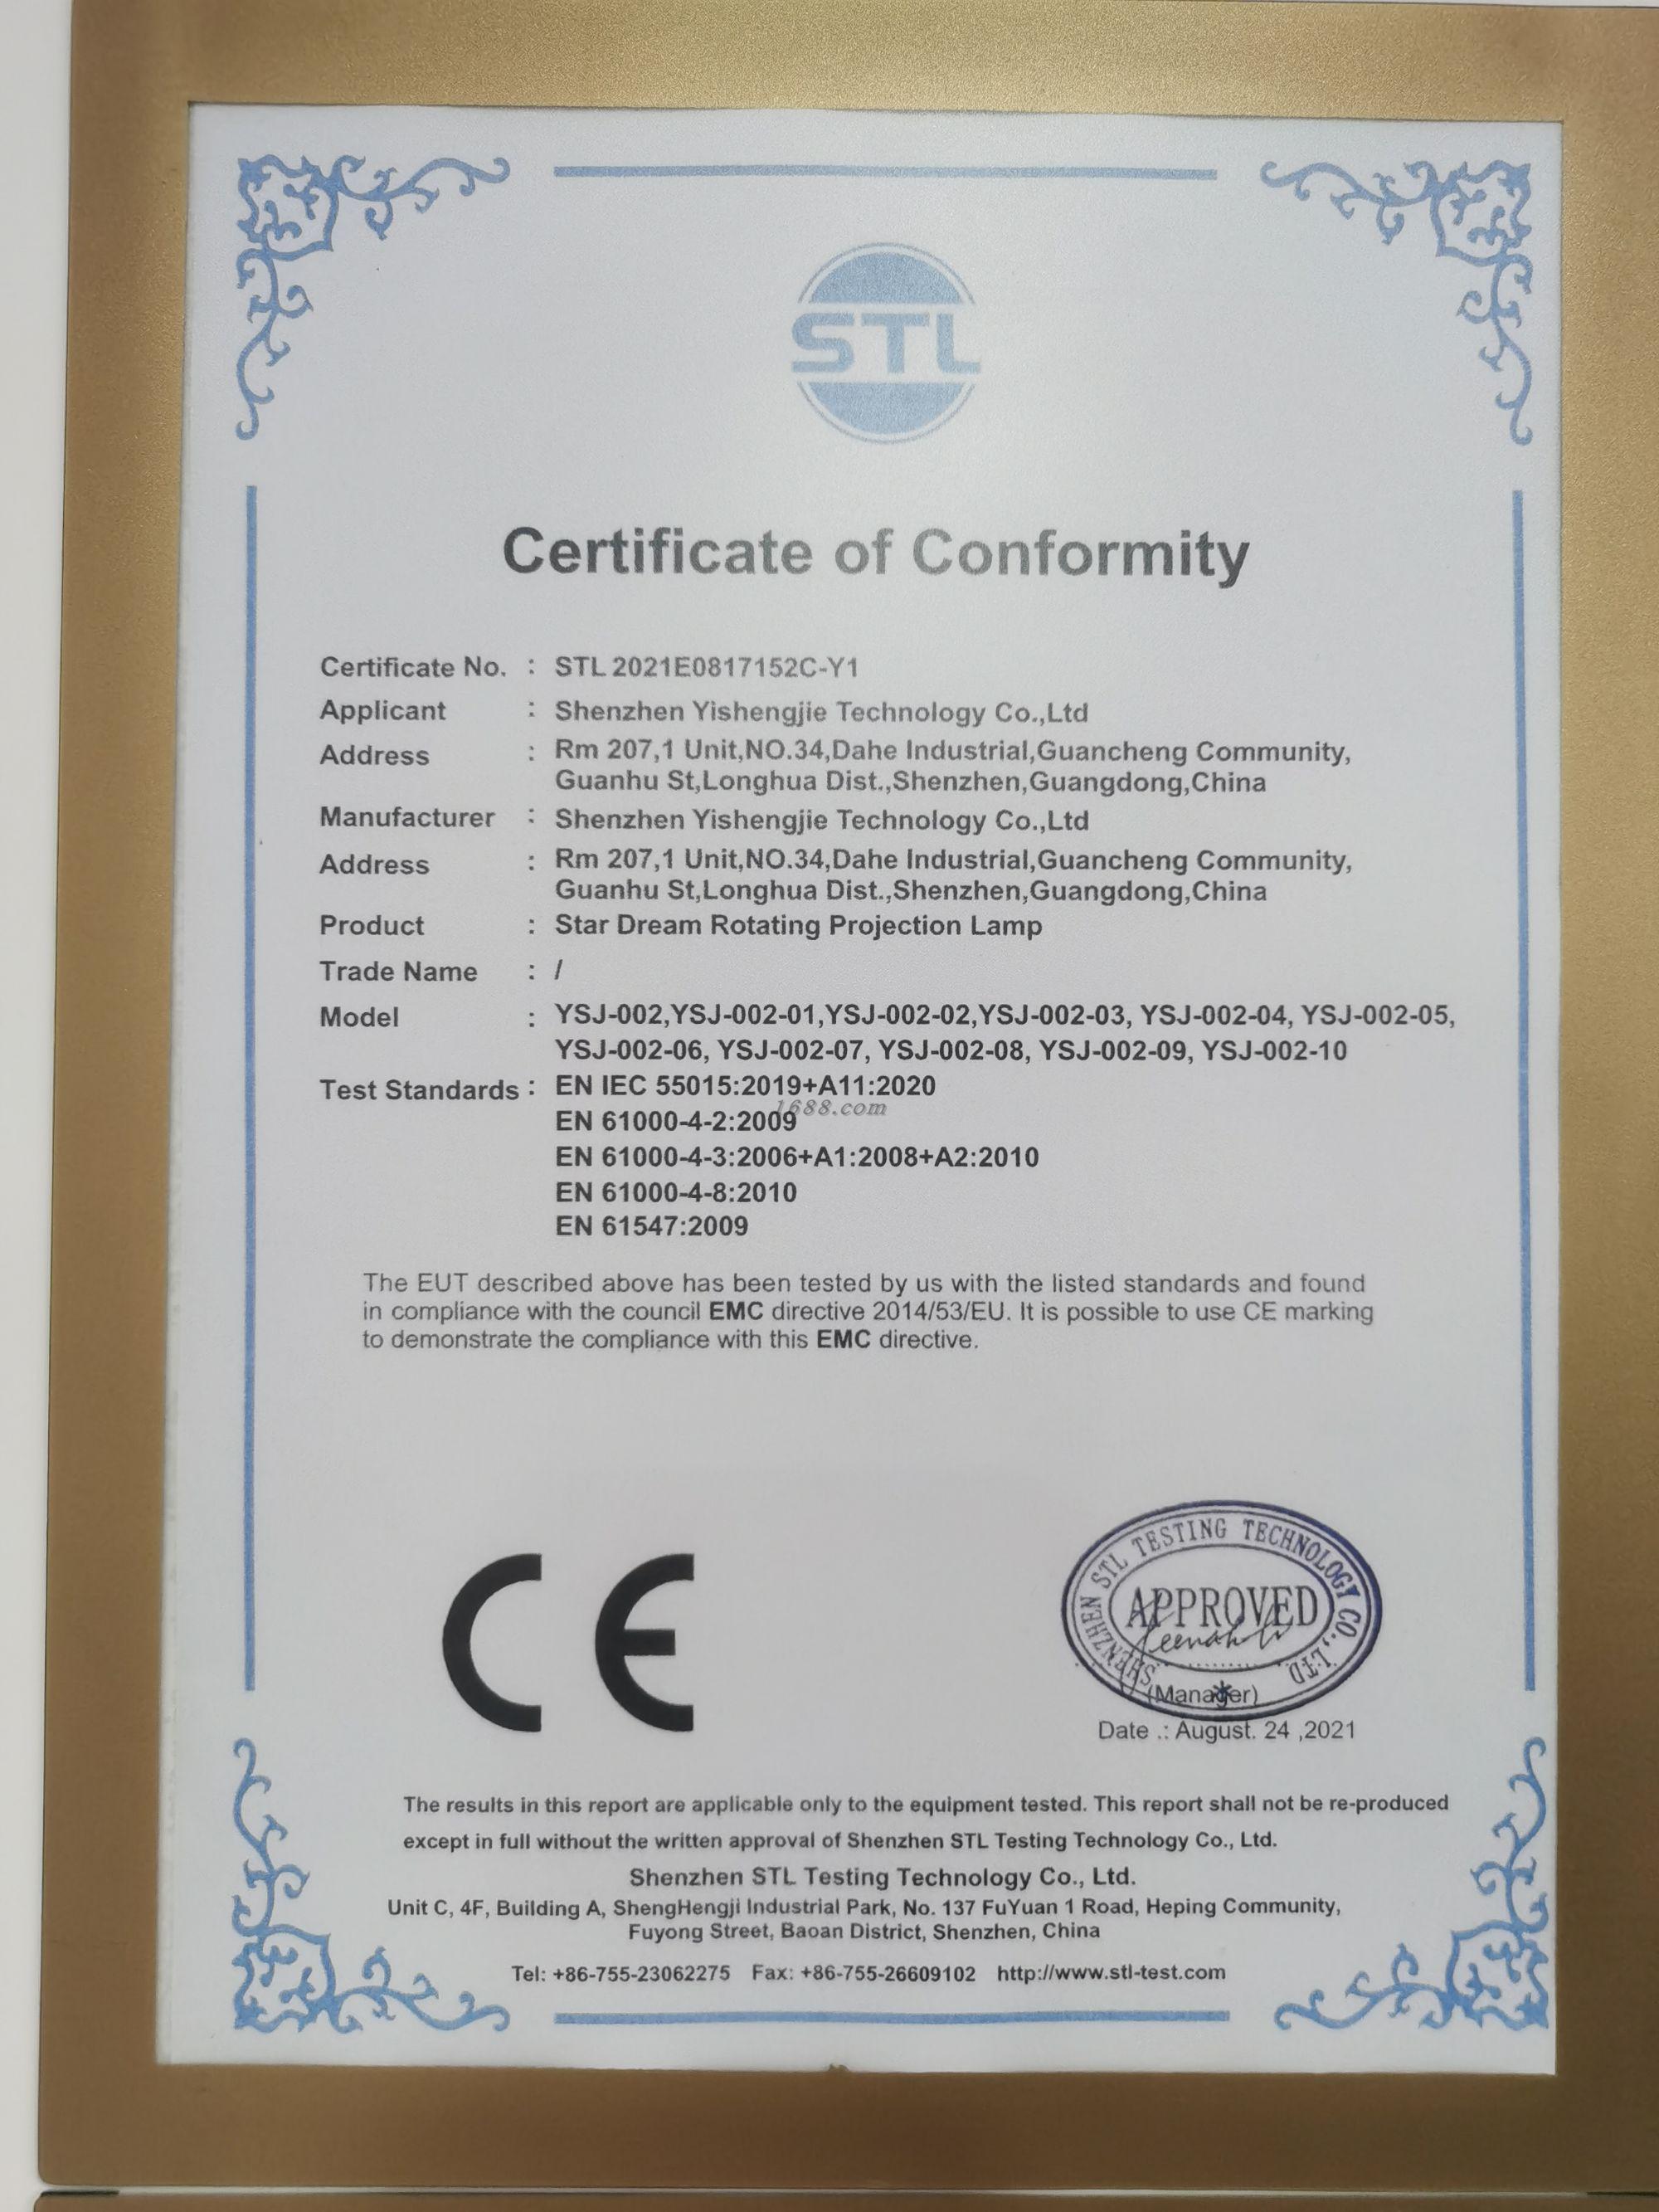 STL
Certificate of Conformity
Certificate No. : STL 2021E0817152C-Y1
Applicant : Shenzhen Yishengjie Technology Co.,Ltd
Address : Rm 207,1 Unit,NO.34,Dahe Industrial,Guancheng Community,
Guanhu St,Longhua Dist.,Shenzhen,Guangdong,China
Manufacturer : Shenzhen Yishengjie Technology Co.,Ltd
Address : Rm 207,1 Unit,NO.34,Dahe Industrial,Guancheng Community,
Guanhu St,Longhua Dist.,Shenzhen,Guangdong,China
Product : Star Dream Rotating Projection Lamp
Trade Name : /
Model : YSJ-002,YSJ-002-01,YSJ-002-02,YSJ-002-03, YSJ-002-04, YSJ-002-05,
YSJ-002-06, YSJ-002-07, YSJ-002-08, YSJ-002-09, YSJ-002-10
Test Standards : EN IEC 55015:2019+A11:2020
1688.com
EN 61000-4-2:2009
EN 61000-4-3:2006+A1:2008+A2:2010
EN 61000-4-8:2010
EN 61547:2009
The EUT described above has been tested by us with the listed standards and found
in compliance with the council EMC directive 2014/53/EU. It is possible to use CE marking
to demonstrate the compliance with this EMC directive.
CE
SHENZHEN STL TESTING TECHNOLOGY CO.,LTD
APPROVED
(Manager)
Date .: August. 24 ,2021
The results in this report are applicable only to the equipment tested. This report shall not be re-produced
except in full without the written approval of Shenzhen STL Testing Technology Co., Ltd.
Shenzhen STL Testing Technology Co., Ltd.
Unit C, 4F, Building A, ShengHengji Industrial Park, No. 137 FuYuan 1 Road, Heping Community,
Fuyong Street, Baoan District, Shenzhen, China
Tel: +86-755-23062275 Fax: +86-755-26609102 http://www.stl-test.com